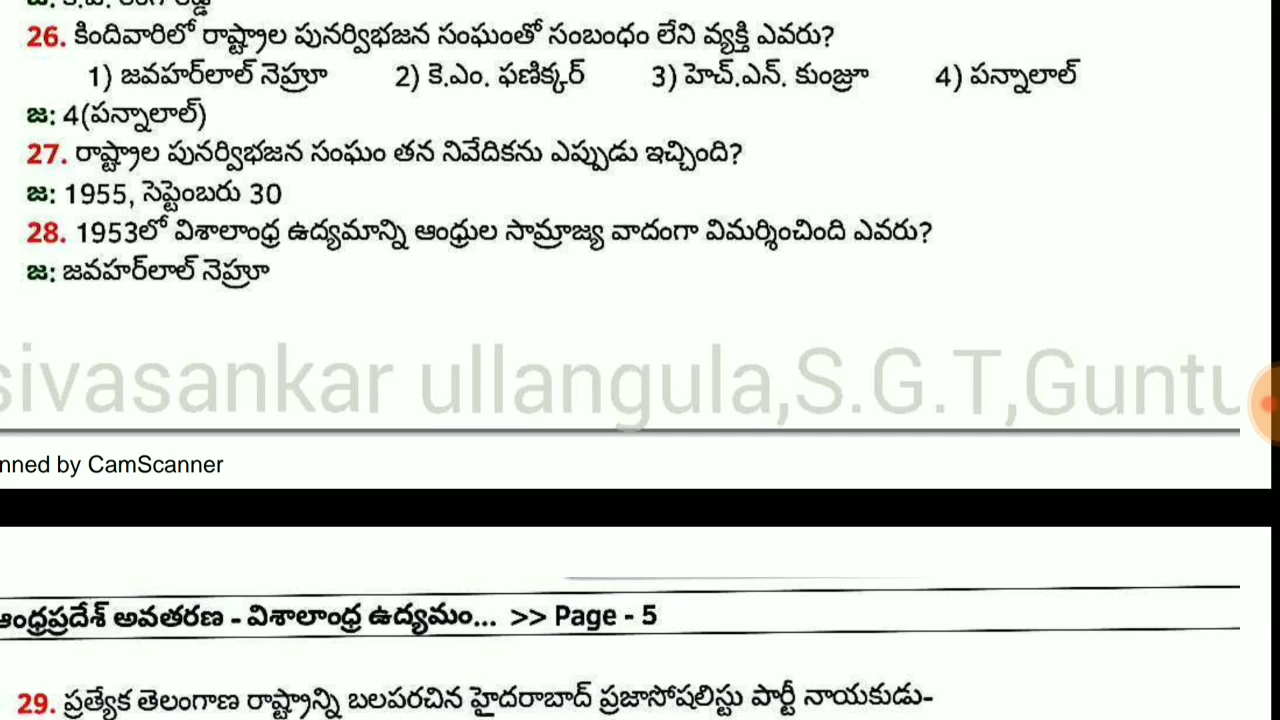 26. కిందివారిలో రాష్ట్రాల పునర్విభజన సంఘంతో సంబంధం లేని వ్యక్తి ఎవరు?
1) జవహర్‌లాల్ నెహ్రూ 2) కె.ఎం. ఫణిక్కర్ 3) హెచ్.ఎన్. కుంజ్రూ 4) పన్నాలాల్
జ: 4(పన్నాలాల్)
27. రాష్ట్రాల పునర్విభజన సంఘం తన నివేదికను ఎప్పుడు ఇచ్చింది?
జ: 1955, సెప్టెంబరు 30
28. 1953లో విశాలాంధ్ర ఉద్యమాన్ని ఆంధ్రుల సామ్రాజ్య వాదంగా విమర్శించింది ఎవరు?
జ: జవహర్‌లాల్ నెహ్రూ
sivasankar ullangula,S.G.T,Guntu
nned by CamScanner
ఆంధ్రప్రదేశ్ అవతరణ - విశాలాంధ్ర ఉద్యమం... >> Page - 5
29. ప్రత్యేక తెలంగాణ రాష్ట్రాన్ని బలపరచిన హైదరాబాద్ ప్రజాసోషలిస్టు పార్టీ నాయకుడు-